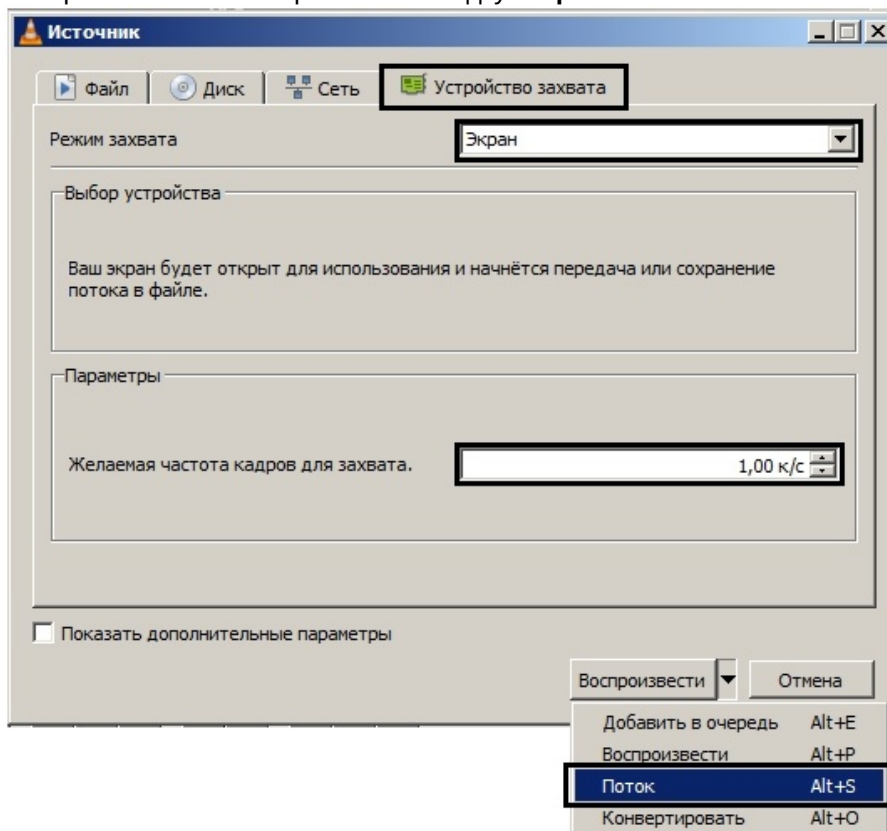 Источник
Файл Диск Сеть Устройство захвата
Режим захвата Экран
Выбор устройства
Ваш экран будет открыт для использования и начнётся передача или сохранение
потока в файле.
Параметры
Желаемая частота кадров для захвата. 1,00 к/с
Показать дополнительные параметры
Воспроизвести Отмена
Добавить в очередь Alt+E
Воспроизвести Alt+P
Поток Alt+S
Конвертировать Alt+O